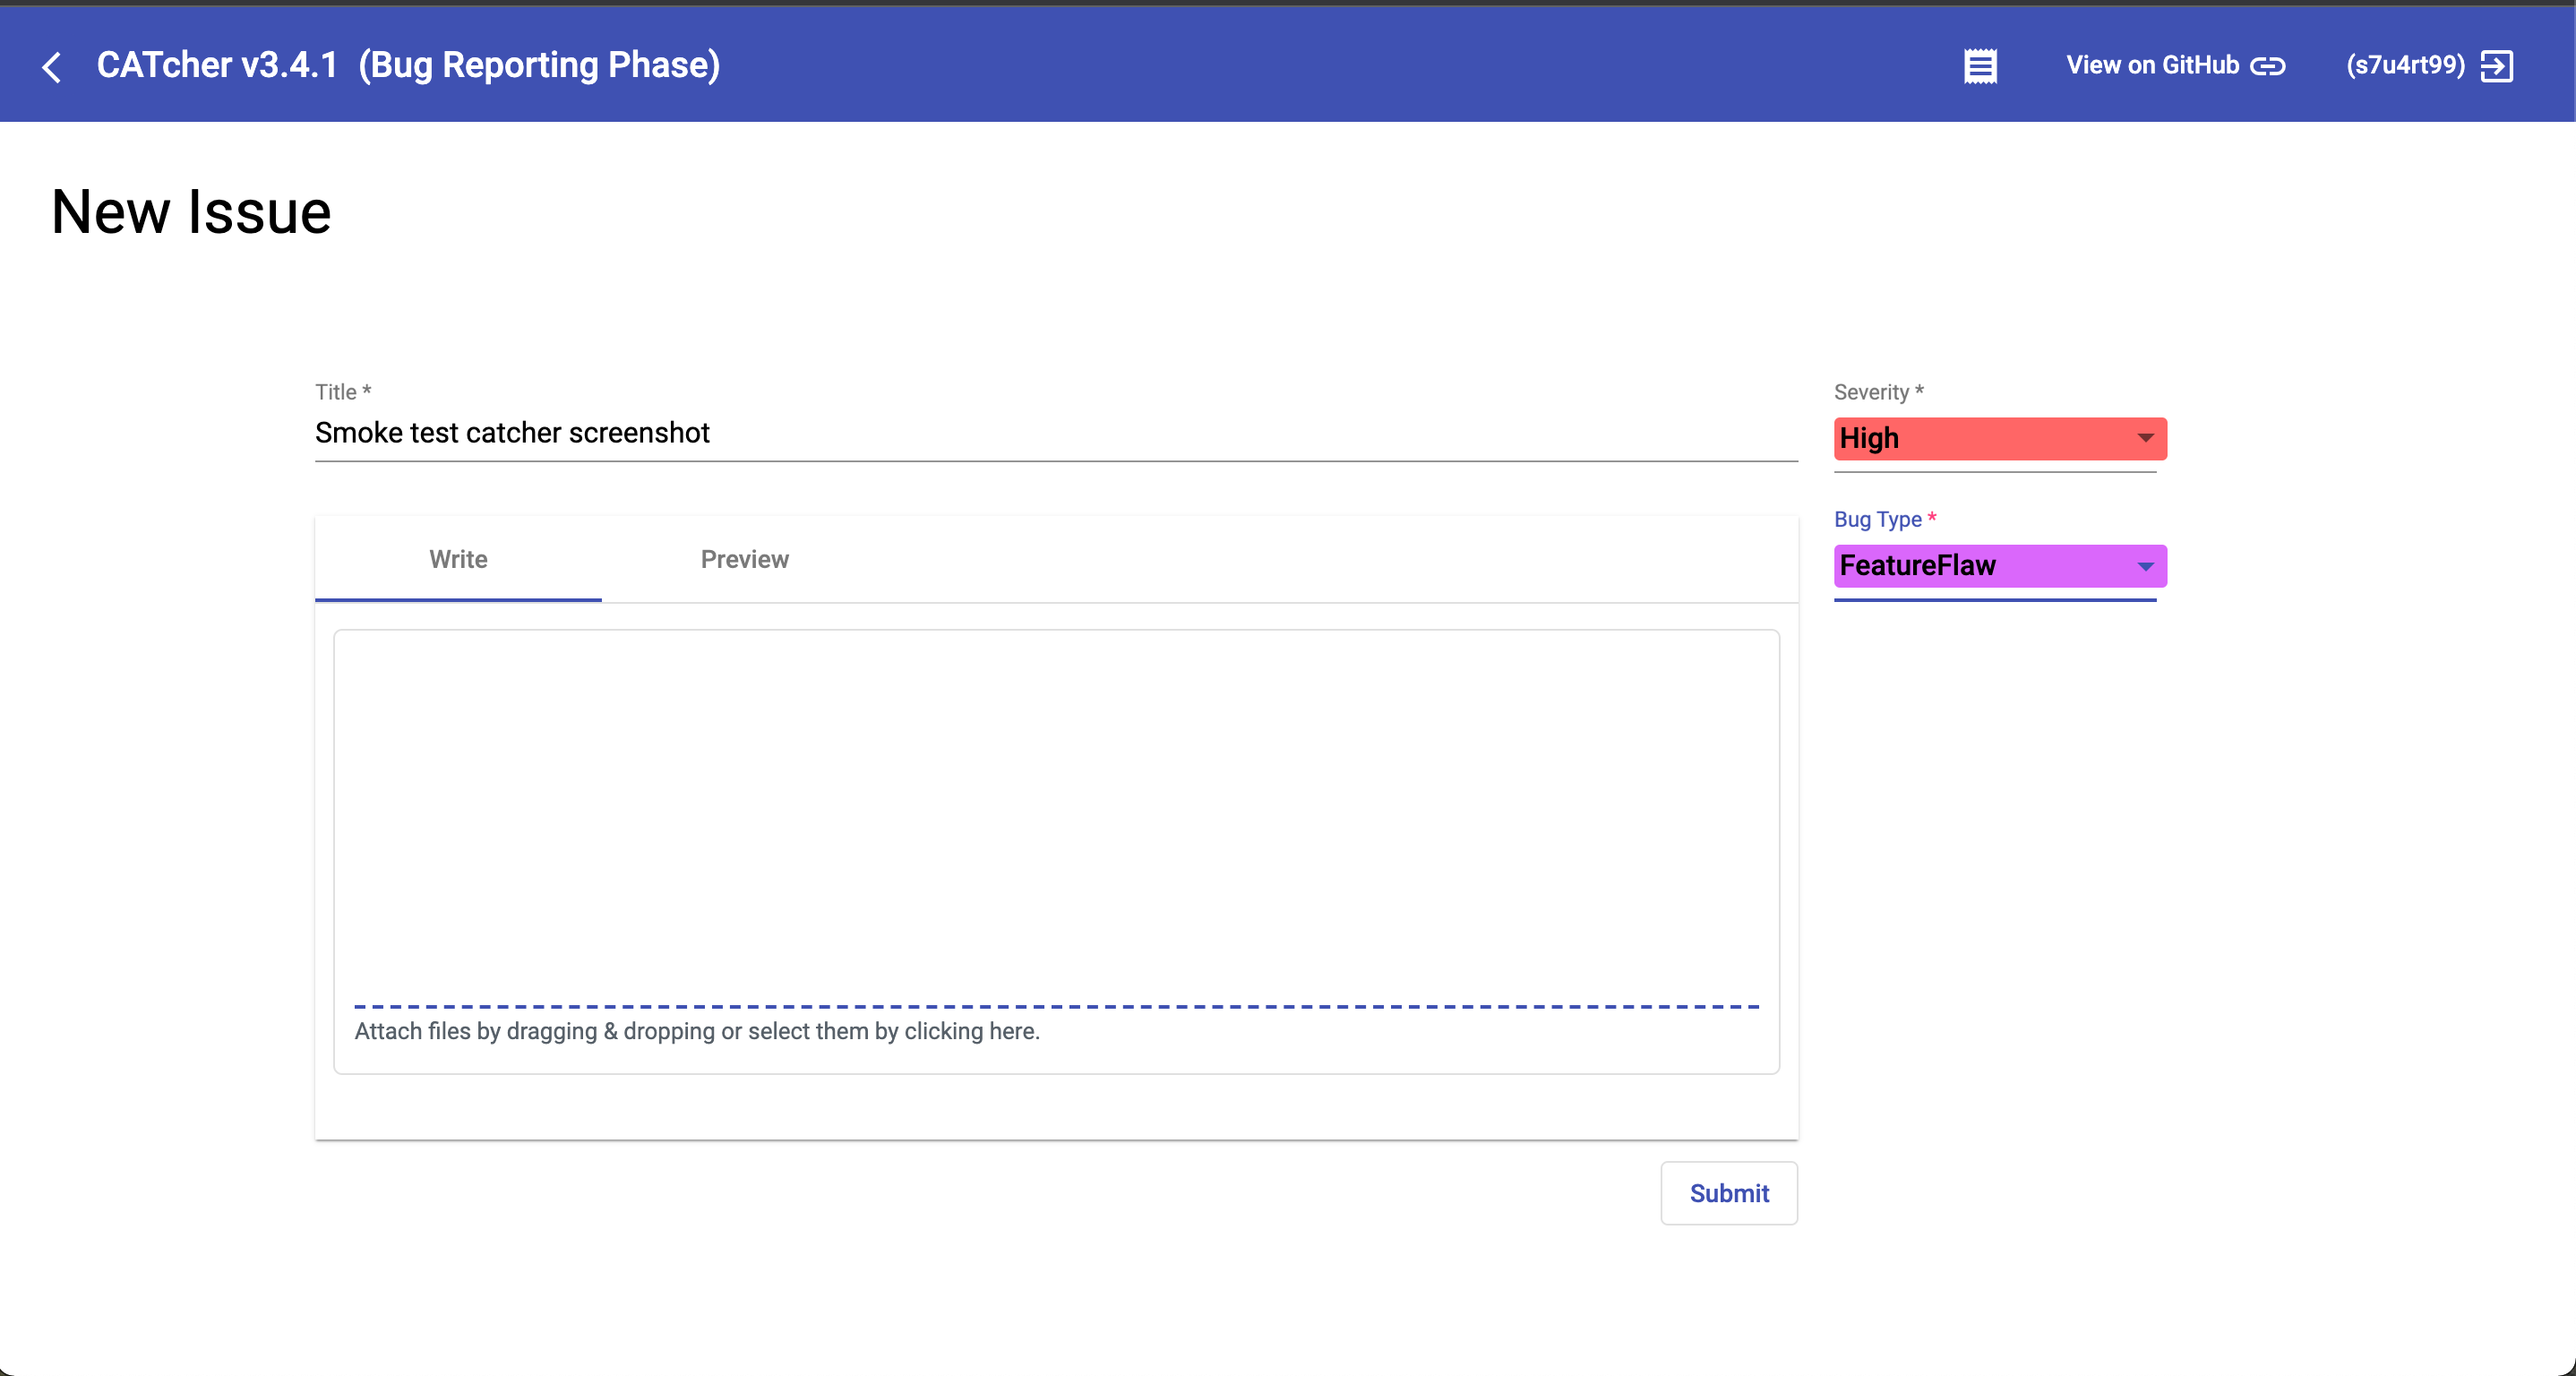 CATcher v3.4.1 (Bug Reporting Phase)
View on GitHub
(s7u4rt99)
New Issue
Title *
Smoke test catcher screenshot
Severity *
High
Bug Type *
FeatureFlaw
Write
Preview
Attach files by dragging & dropping or select them by clicking here.
Submit